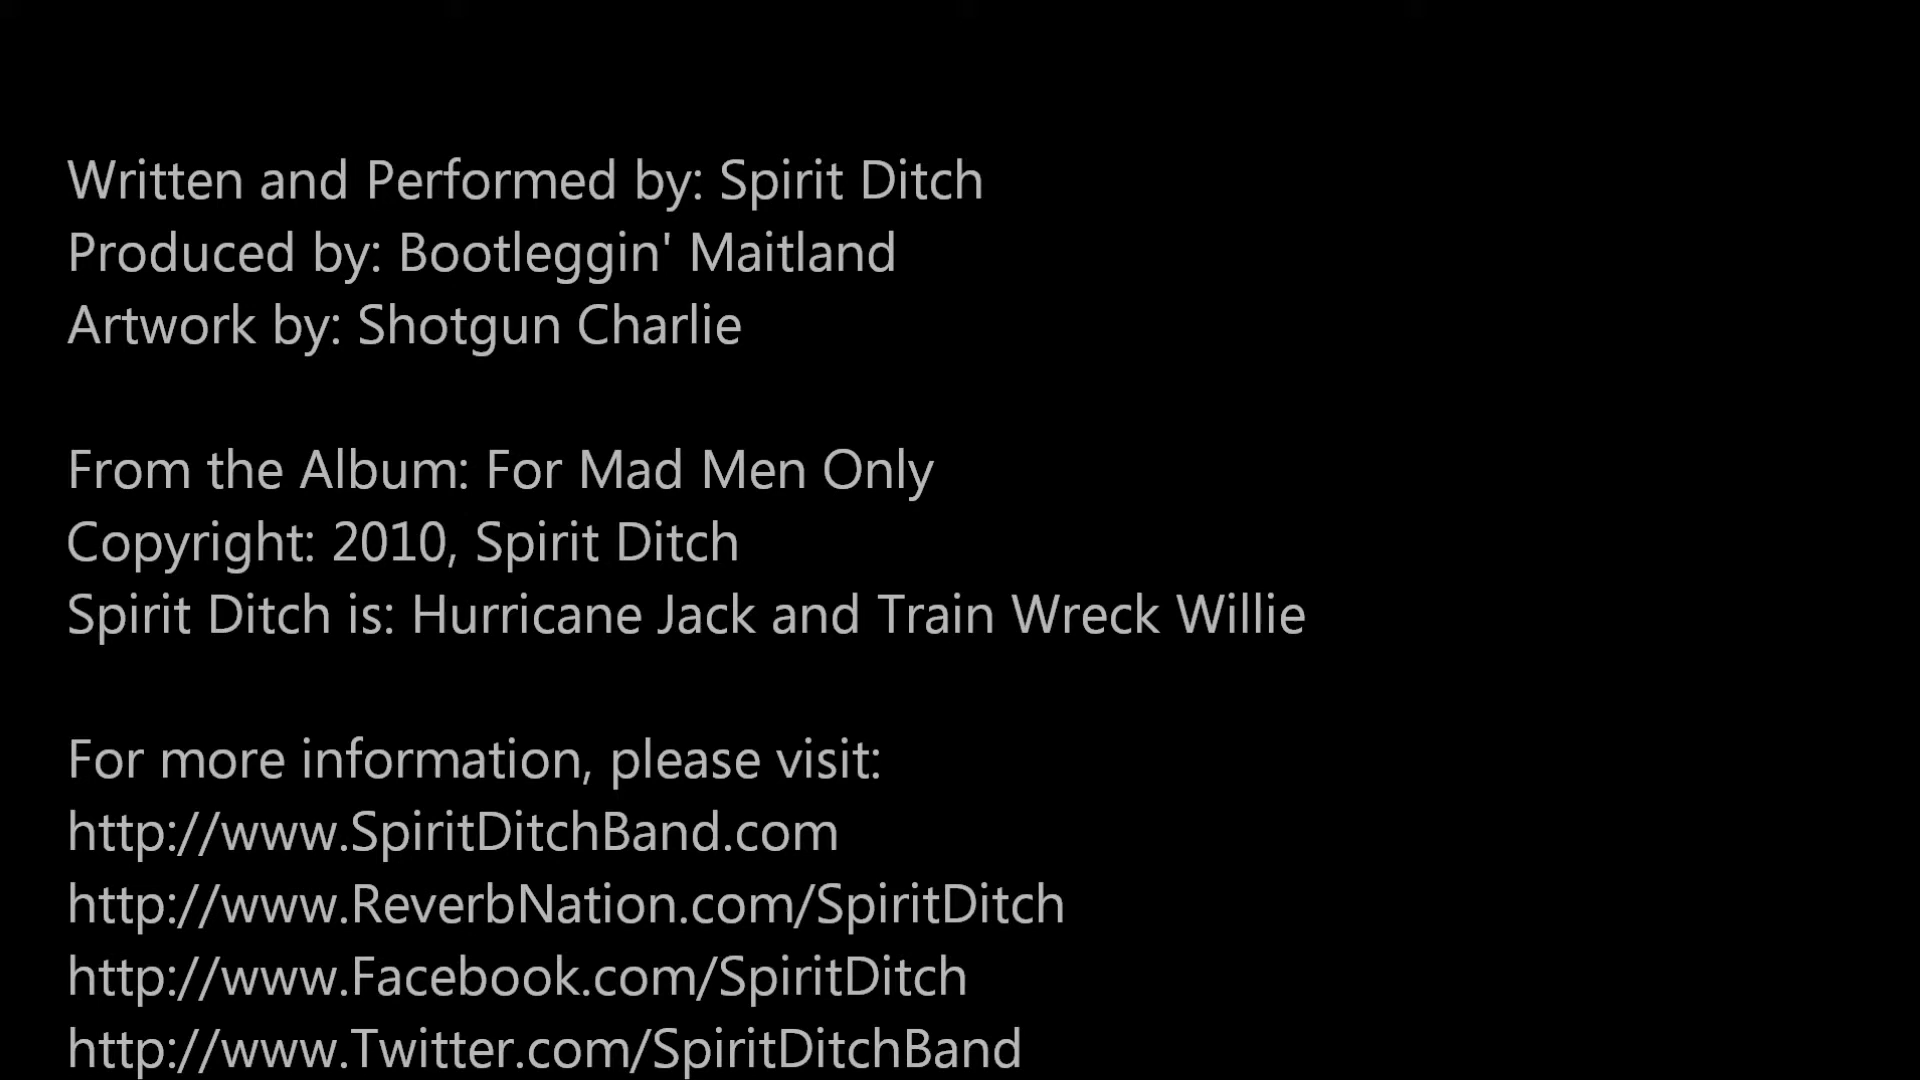 Written and Performed by: Spirit Ditch
Produced by: Bootleggin' Maitland
Artwork by: Shotgun Charlie
From the Album: For Mad Men Only
Copyright: 2010, Spirit Ditch
Spirit Ditch is: Hurricane Jack and Train Wreck Willie
For more information, please visit:
http://www.SpiritDitchBand.com
http://www.ReverbNation.com/SpiritDitch
http://www.Facebook.com/SpiritDitch
http://www.Twitter.com/SpiritDitchBand